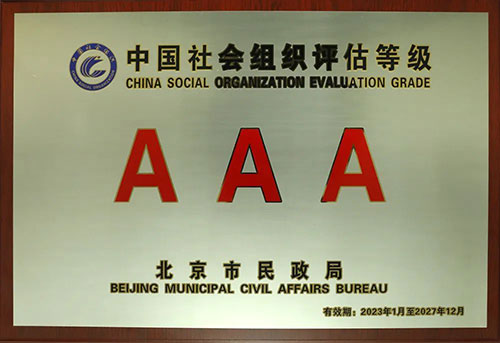 中国社会组织评估等级
CHINA SOCIAL ORGANIZATION EVALUATION GRADE
A A A
北京市民政局
BEIJING MUNICIPAL CIVIL AFFAIRS BUREAU
有效期：2023年1月至2027年12月